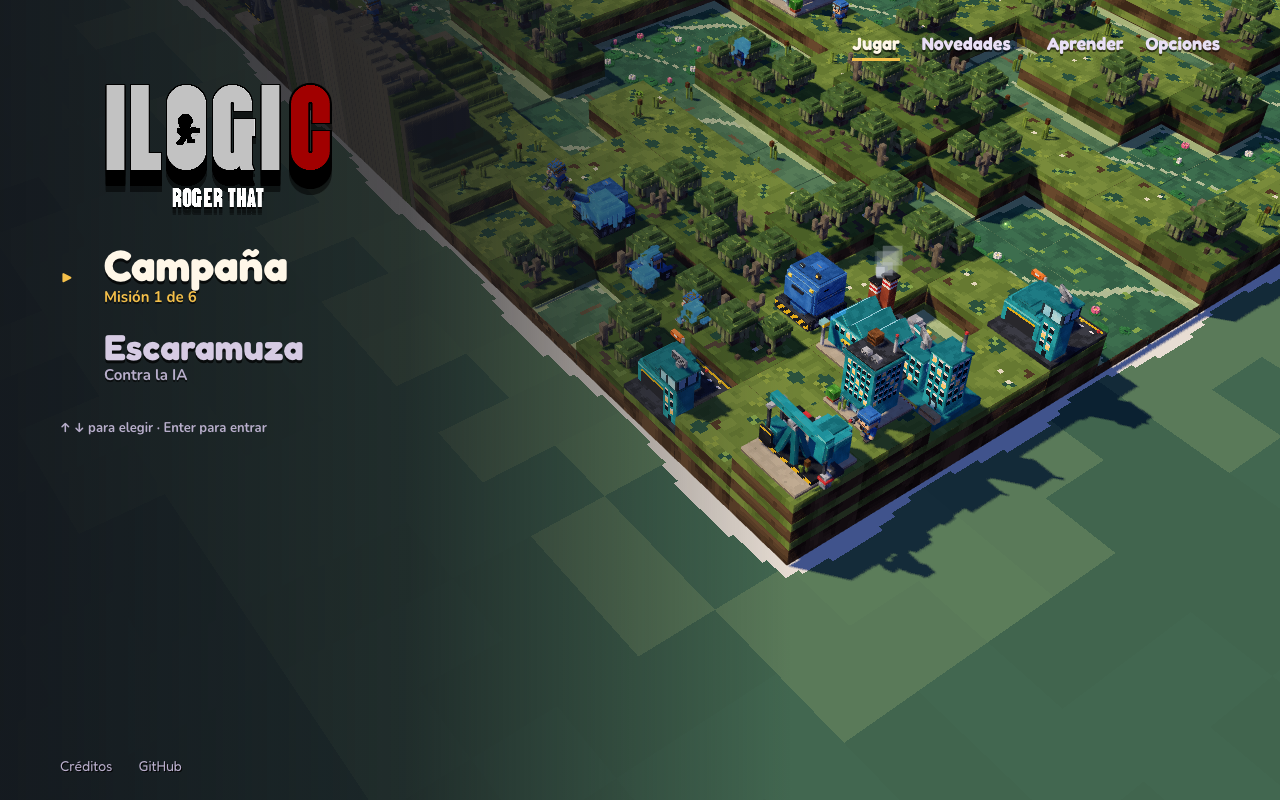 Jugar Novedades Aprender Opciones
ILOGIC
ROGER THAT
Campaña
Misión 1 de 6
Escaramuza
Contra la IA
↑ ↓ para elegir · Enter para entrar
Créditos GitHub